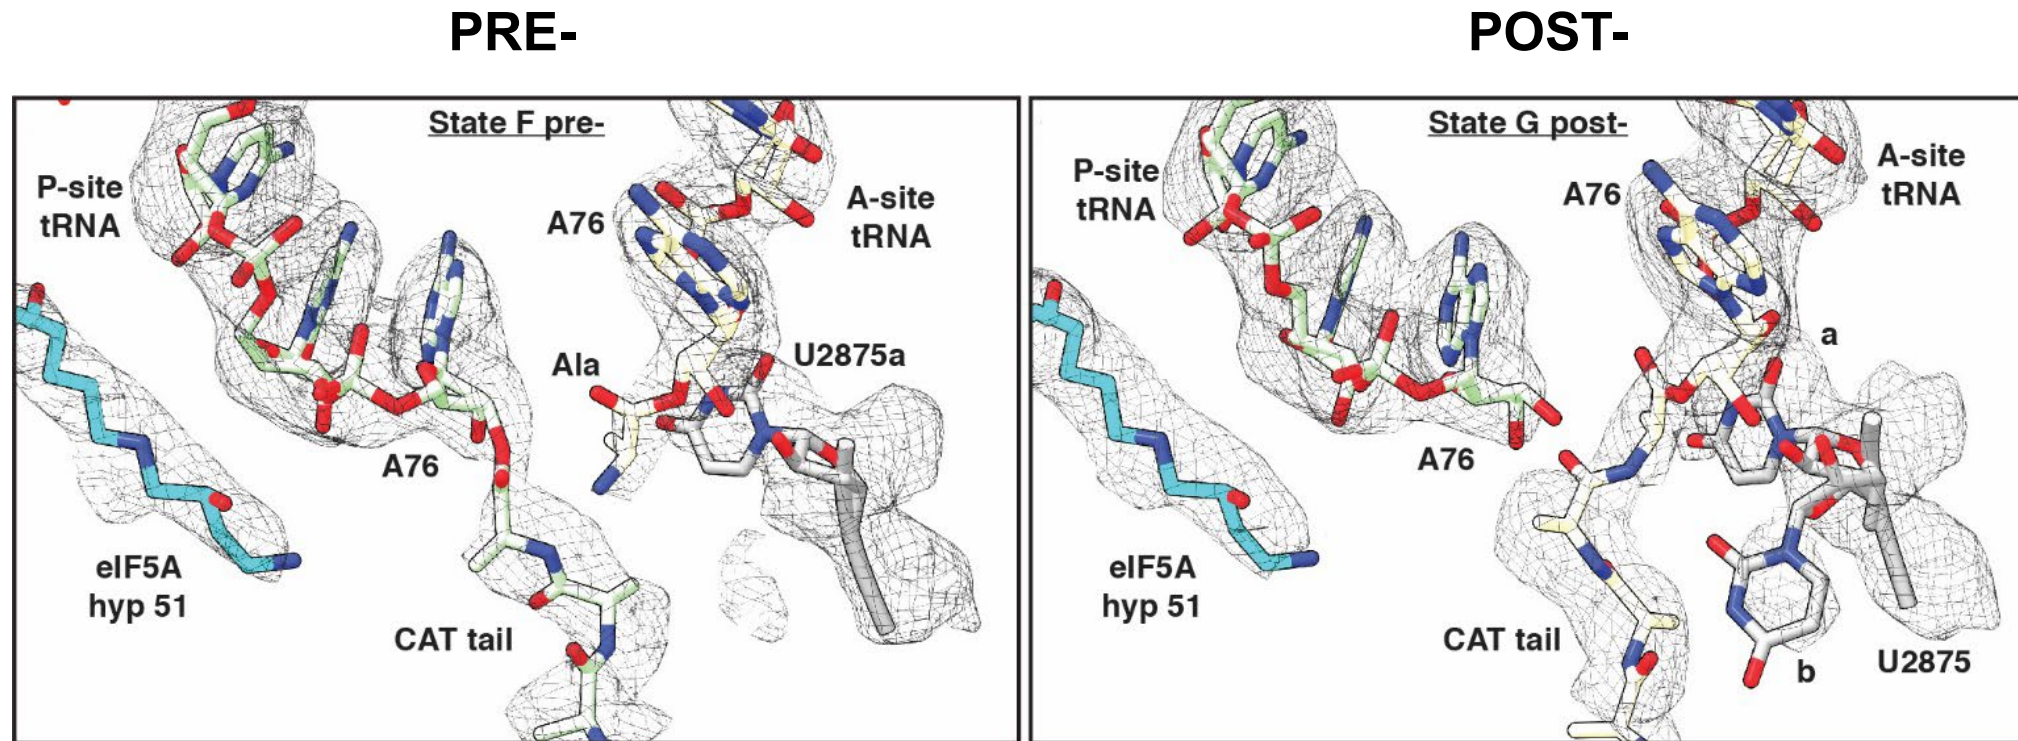 PRE-
POST-
State F pre-
P-site
tRNA
A76
A-site
tRNA
Ala
U2875a
A76
eIF5A
hyp 51
CAT tail
State G post-
P-site
tRNA
A76
A-site
tRNA
a
A76
eIF5A
hyp 51
CAT tail
b
U2875